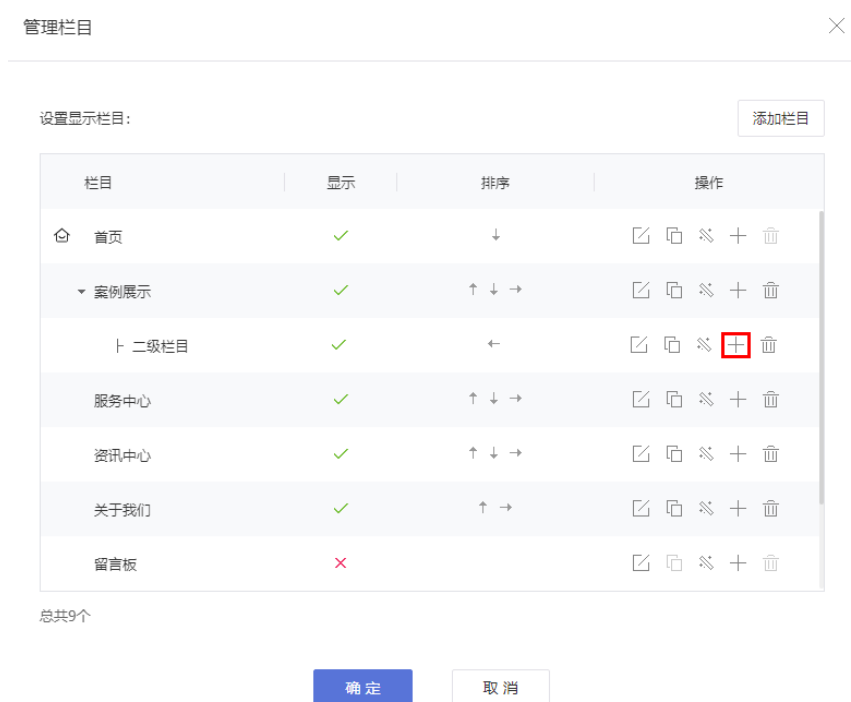 管理栏目
设置显示栏目：
添加栏目
栏目 显示 排序 操作
首页
案例展示
二级栏目
服务中心
资讯中心
关于我们
留言板
总共9个
确定 取消